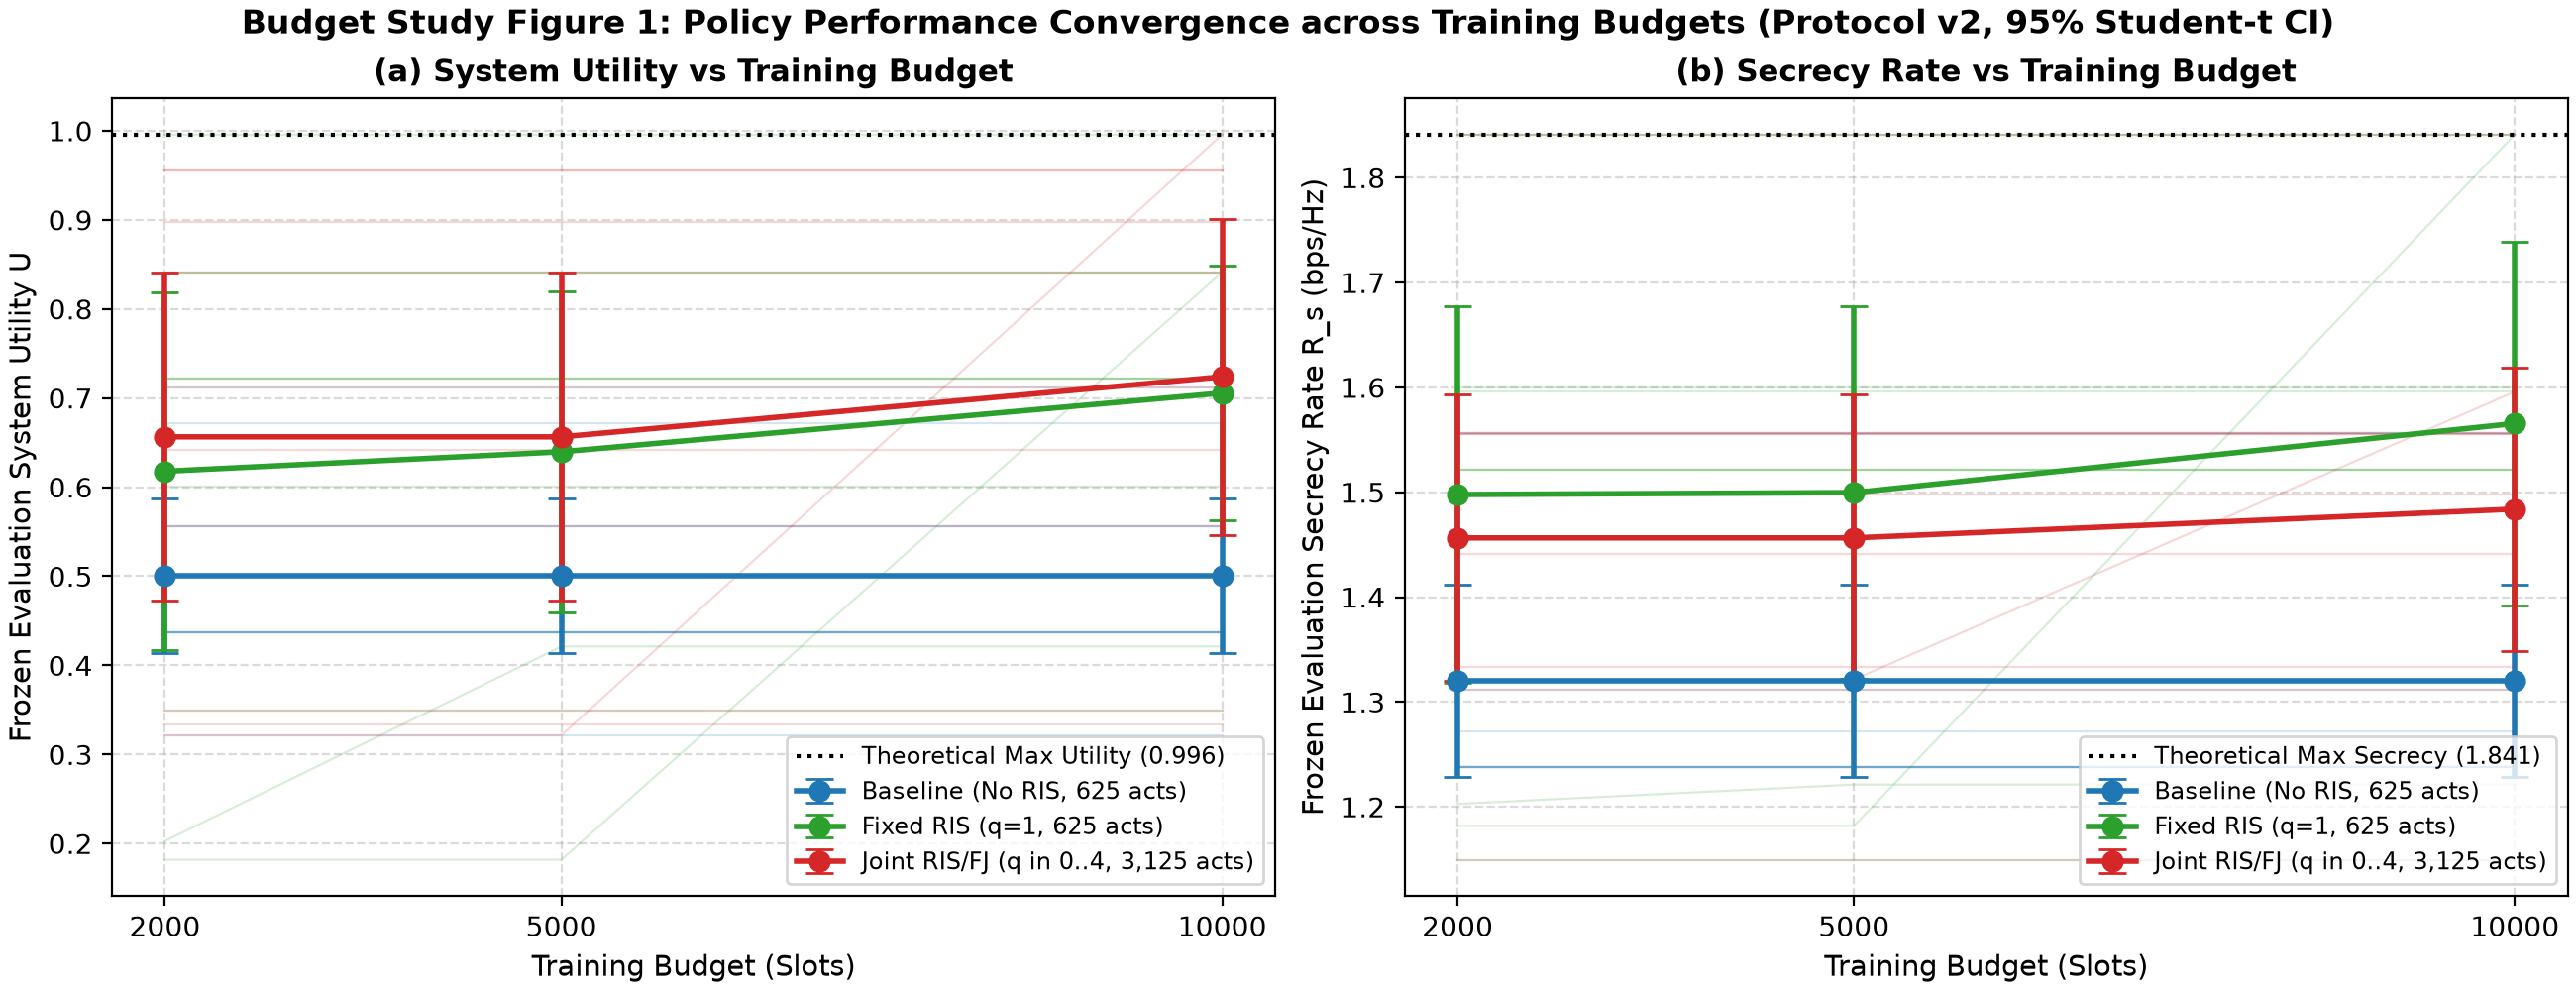 Budget Study Figure 1: Policy Performance Convergence across Training Budgets (Protocol v2, 95% Student-t CI)
(a) System Utility vs Training Budget
Frozen Evaluation System Utility U
1.0
0.9
0.8
0.7
0.6
0.5
0.4
0.3
0.2
Theoretical Max Utility (0.996)
Baseline (No RIS, 625 acts)
Fixed RIS (q=1, 625 acts)
Joint RIS/FJ (q in 0..4, 3,125 acts)
2000 5000 10000
Training Budget (Slots)
(b) Secrecy Rate vs Training Budget
Frozen Evaluation Secrecy Rate R_s (bps/Hz)
1.8
1.7
1.6
1.5
1.4
1.3
1.2
Theoretical Max Secrecy (1.841)
Baseline (No RIS, 625 acts)
Fixed RIS (q=1, 625 acts)
Joint RIS/FJ (q in 0..4, 3,125 acts)
2000 5000 10000
Training Budget (Slots)